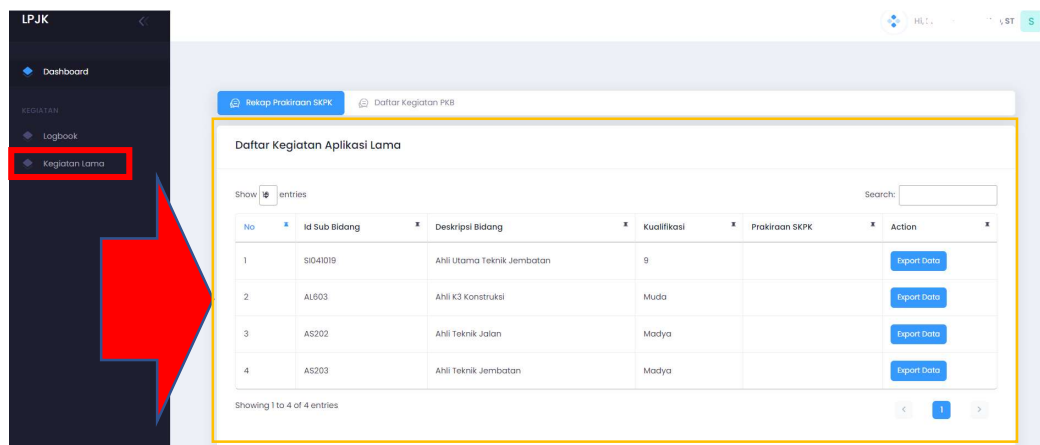 LPJK
Hi,
, ST
S
Dashboard
KEGIATAN
Logbook
Kegiatan Lama
Rekap Prakiraan SKPK
Daftar Kegiatan PKB
Daftar Kegiatan Aplikasi Lama
Show entries
Search:
No Id Sub Bidang Deskripsi Bidang Kualifikasi Prakiraan SKPK Action
1 SI041019 Ahli Utama Teknik Jembatan 9 Export Data
2 AL603 Ahli K3 Konstruksi Muda Export Data
3 AS202 Ahli Teknik Jalan Madya Export Data
4 AS203 Ahli Teknik Jembatan Madya Export Data
Showing 1 to 4 of 4 entries
< 1 >